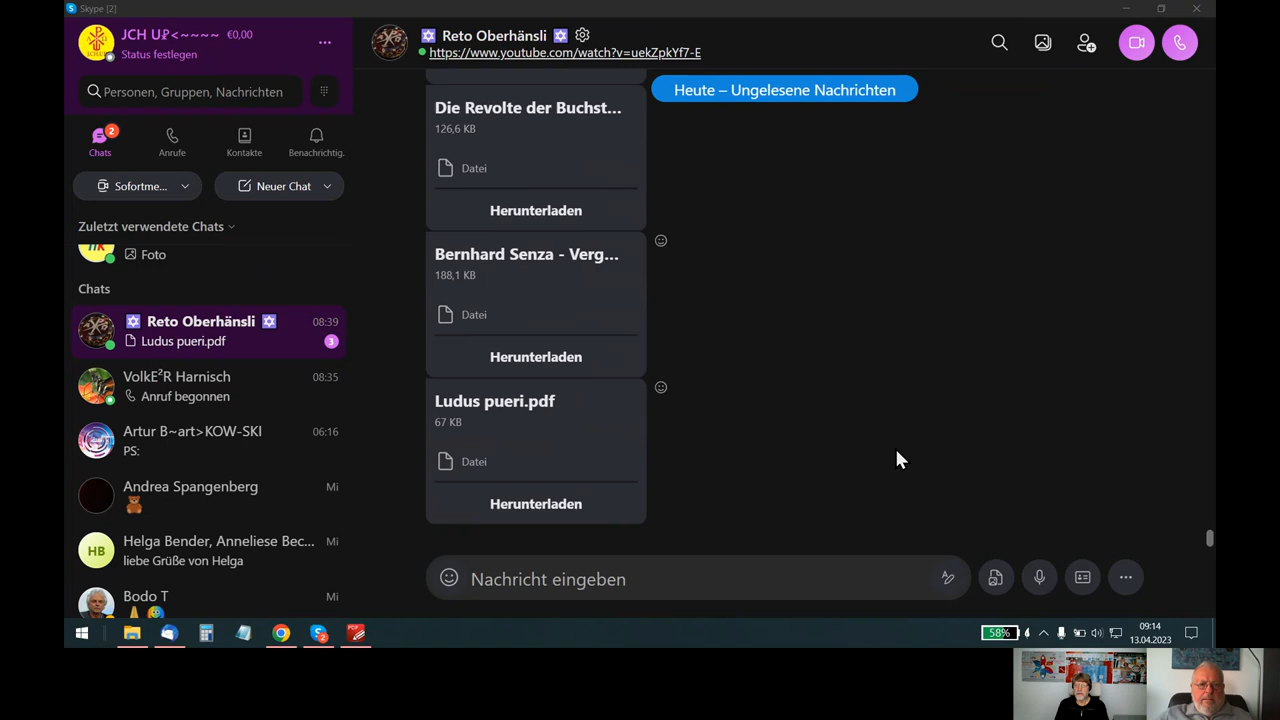 Skype [2]
JCH U₽<~~~~ €0,00
Status festlegen
Personen, Gruppen, Nachrichten
2
Chats
Anrufe
Kontakte
Benachrichtig.
Sofortme...
Neuer Chat
Zuletzt verwendete Chats
Foto
Chats
Reto Oberhänsli 08:39
Ludus pueri.pdf 3
VolkE²R Harnisch 08:35
Anruf begonnen
Artur B~art>KOW-SKI 06:16
PS:
Andrea Spangenberg Mi
HB
Helga Bender, Anneliese Bec... Mi
liebe Grüße von Helga
Bodo T Mi
Reto Oberhänsli
https://www.youtube.com/watch?v=uekZpkYf7-E
Heute – Ungelesene Nachrichten
Die Revolte der Buchst...
126,6 KB
Datei
Herunterladen
Bernhard Senza - Verg...
188,1 KB
Datei
Herunterladen
Ludus pueri.pdf
67 KB
Datei
Herunterladen
Nachricht eingeben
2
PDF
58%
09:14
13.04.2023